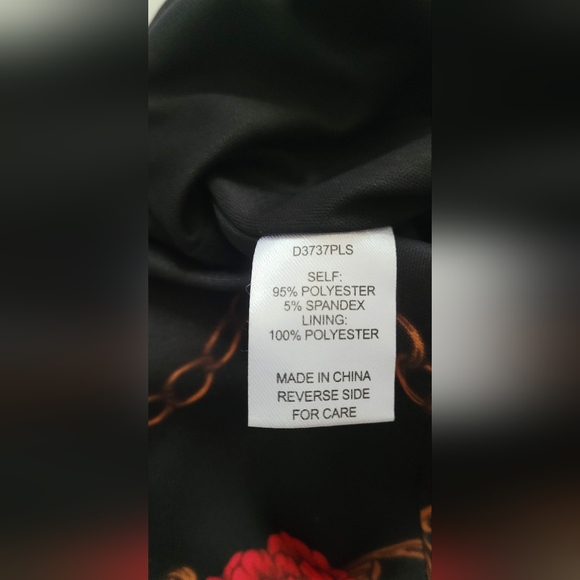 D3737PLS
SELF:
95% POLYESTER
5% SPANDEX
LINING:
100% POLYESTER
MADE IN CHINA
REVERSE SIDE
FOR CARE